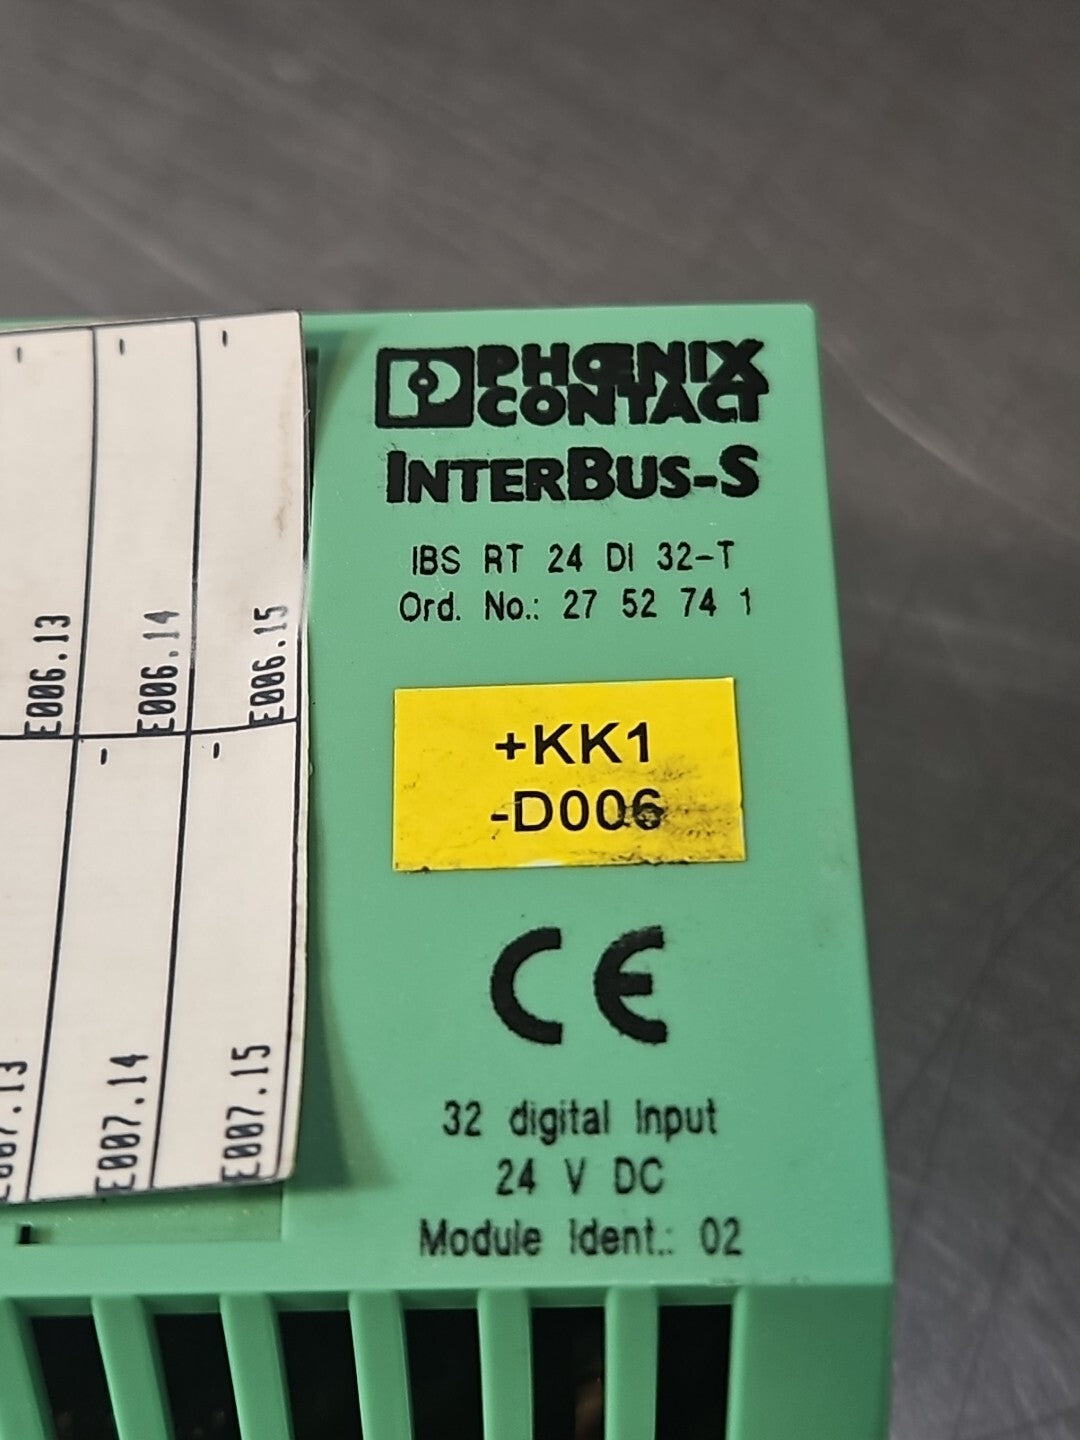 PHOENIX
CONTACT
INTERBUS-S
IBS RT 24 DI 32-T
Ord. No.: 27 52 74 1
+KK1
-D006
CE
32 digital Input
24 V DC
Module Ident.: 02
- - -
E006.13 E006.14 E006.15
- -
E007.14 E007.15